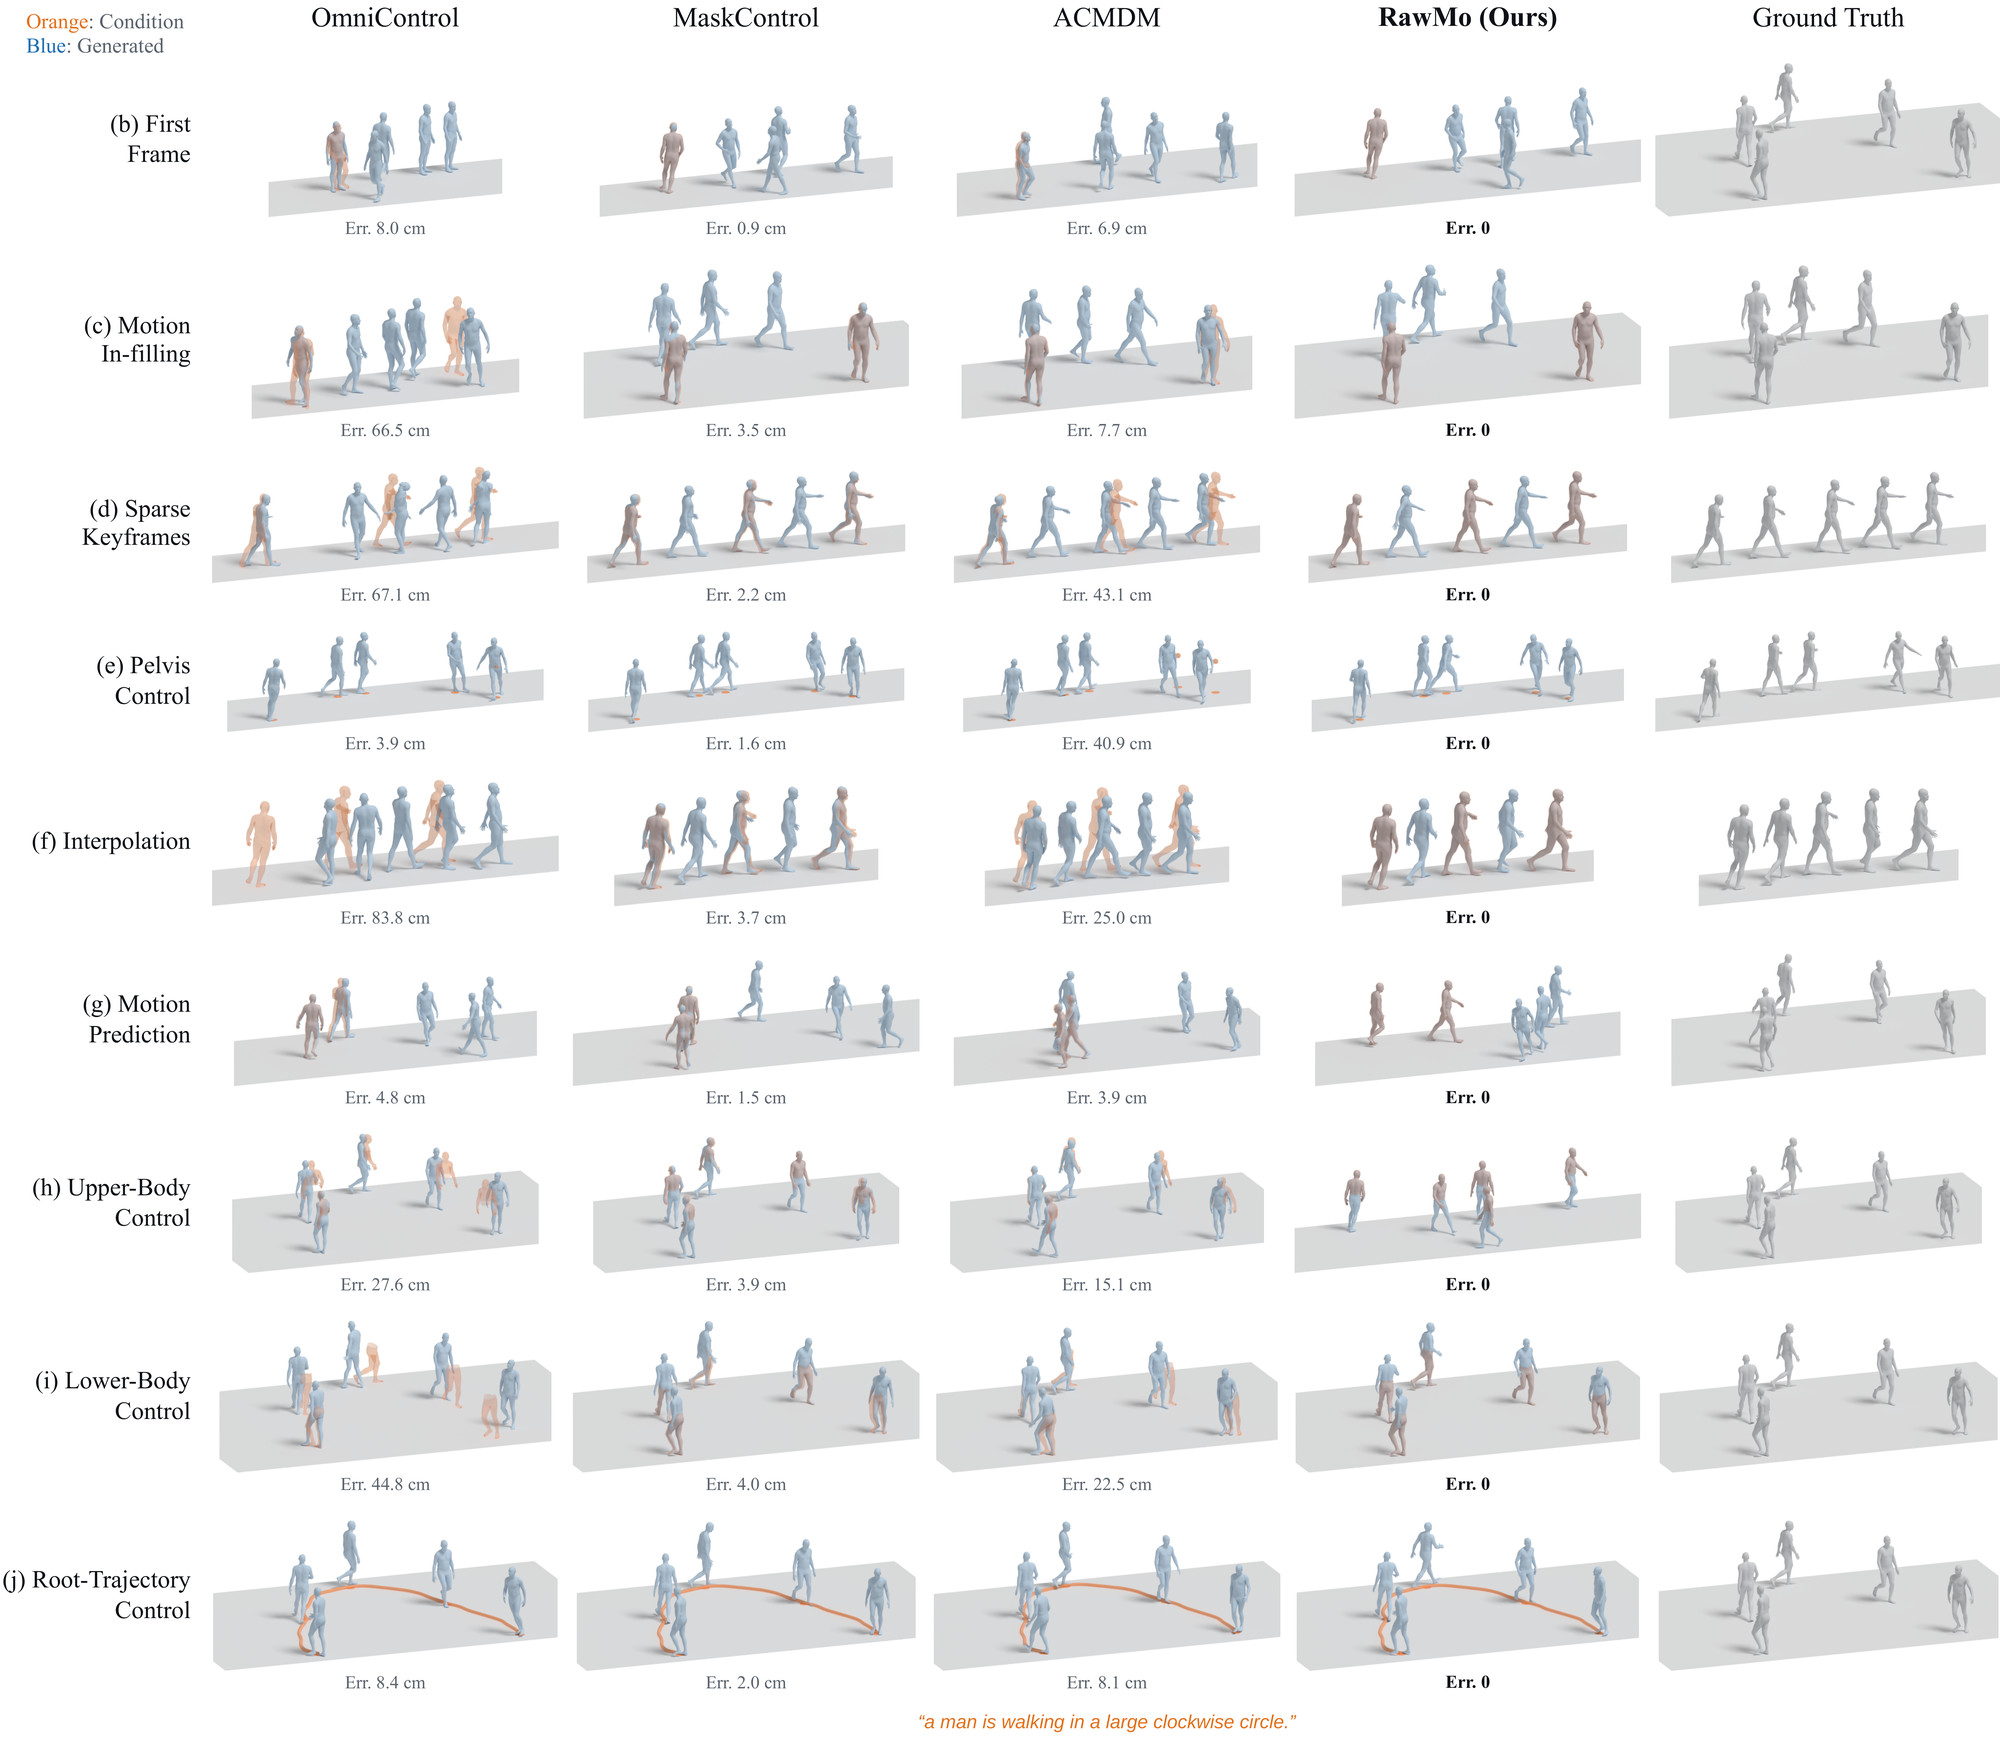 Orange: Condition
Blue: Generated
OmniControl
MaskControl
ACMDM
RawMo (Ours)
Ground Truth
(b) First
Frame
Err. 8.0 cm
Err. 0.9 cm
Err. 6.9 cm
Err. 0
(c) Motion
In-filling
Err. 66.5 cm
Err. 3.5 cm
Err. 7.7 cm
Err. 0
(d) Sparse
Keyframes
Err. 67.1 cm
Err. 2.2 cm
Err. 43.1 cm
Err. 0
(e) Pelvis
Control
Err. 3.9 cm
Err. 1.6 cm
Err. 40.9 cm
Err. 0
(f) Interpolation
Err. 83.8 cm
Err. 3.7 cm
Err. 25.0 cm
Err. 0
(g) Motion
Prediction
Err. 4.8 cm
Err. 1.5 cm
Err. 3.9 cm
Err. 0
(h) Upper-Body
Control
Err. 27.6 cm
Err. 3.9 cm
Err. 15.1 cm
Err. 0
(i) Lower-Body
Control
Err. 44.8 cm
Err. 4.0 cm
Err. 22.5 cm
Err. 0
(j) Root-Trajectory
Control
Err. 8.4 cm
Err. 2.0 cm
Err. 8.1 cm
Err. 0
“a man is walking in a large clockwise circle.”